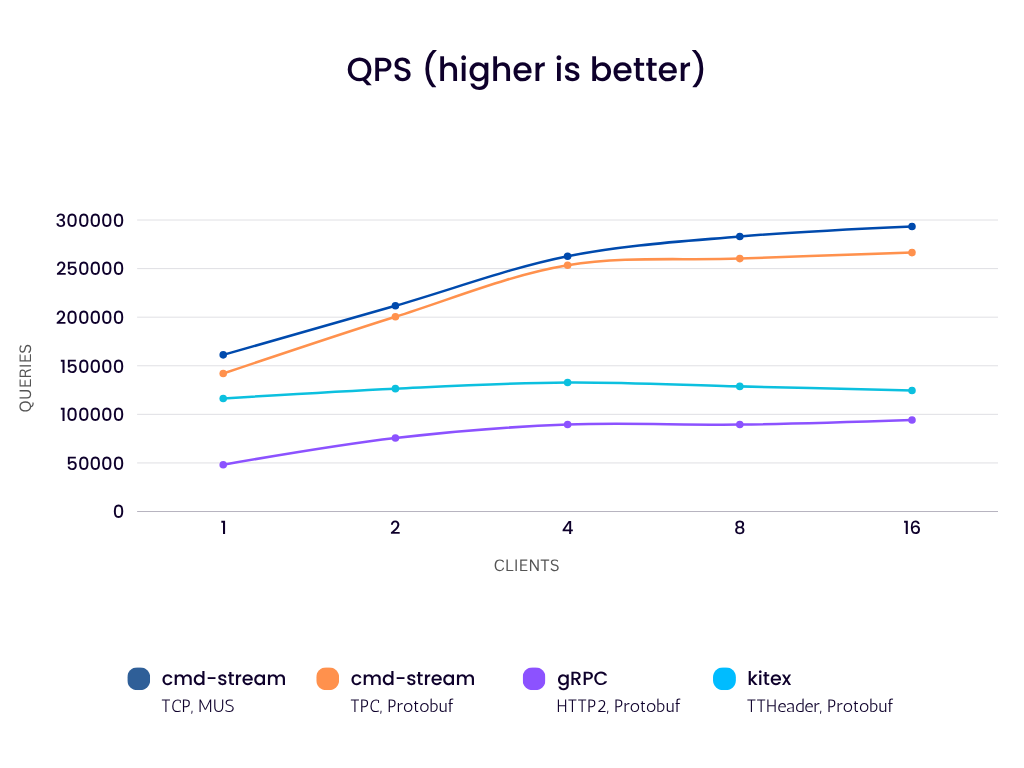 QPS (higher is better)
300000
250000
200000
150000
100000
50000
0
QUERIES
1 2 4 8 16
CLIENTS
cmd-stream cmd-stream gRPC kitex
TCP, MUS TPC, Protobuf HTTP2, Protobuf TTHeader, Protobuf